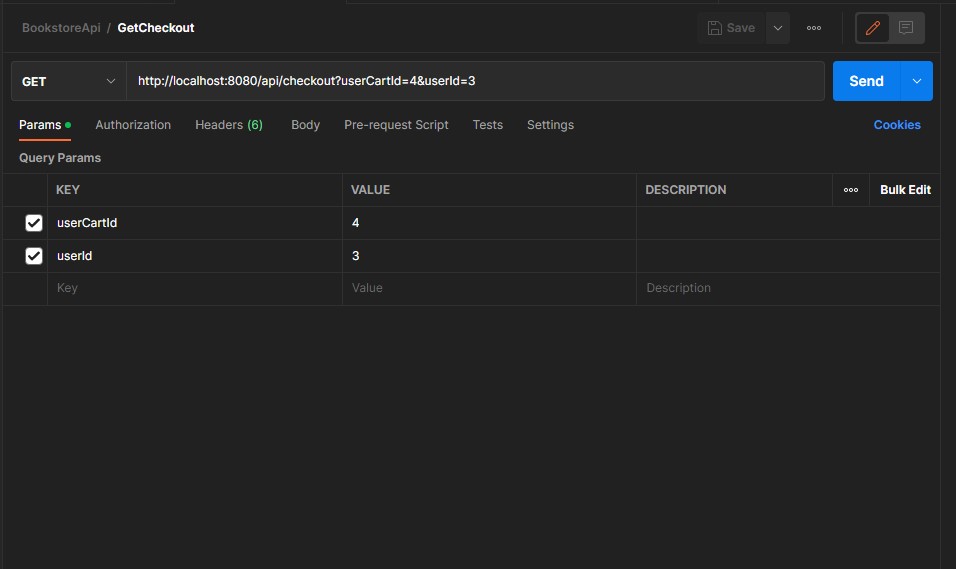 BookstoreApi / GetCheckout
Save
GET http://localhost:8080/api/checkout?userCartId=4&userId=3 Send
Params Authorization Headers (6) Body Pre-request Script Tests Settings Cookies
Query Params
KEY VALUE DESCRIPTION Bulk Edit
userCartId 4
userId 3
Key Value Description